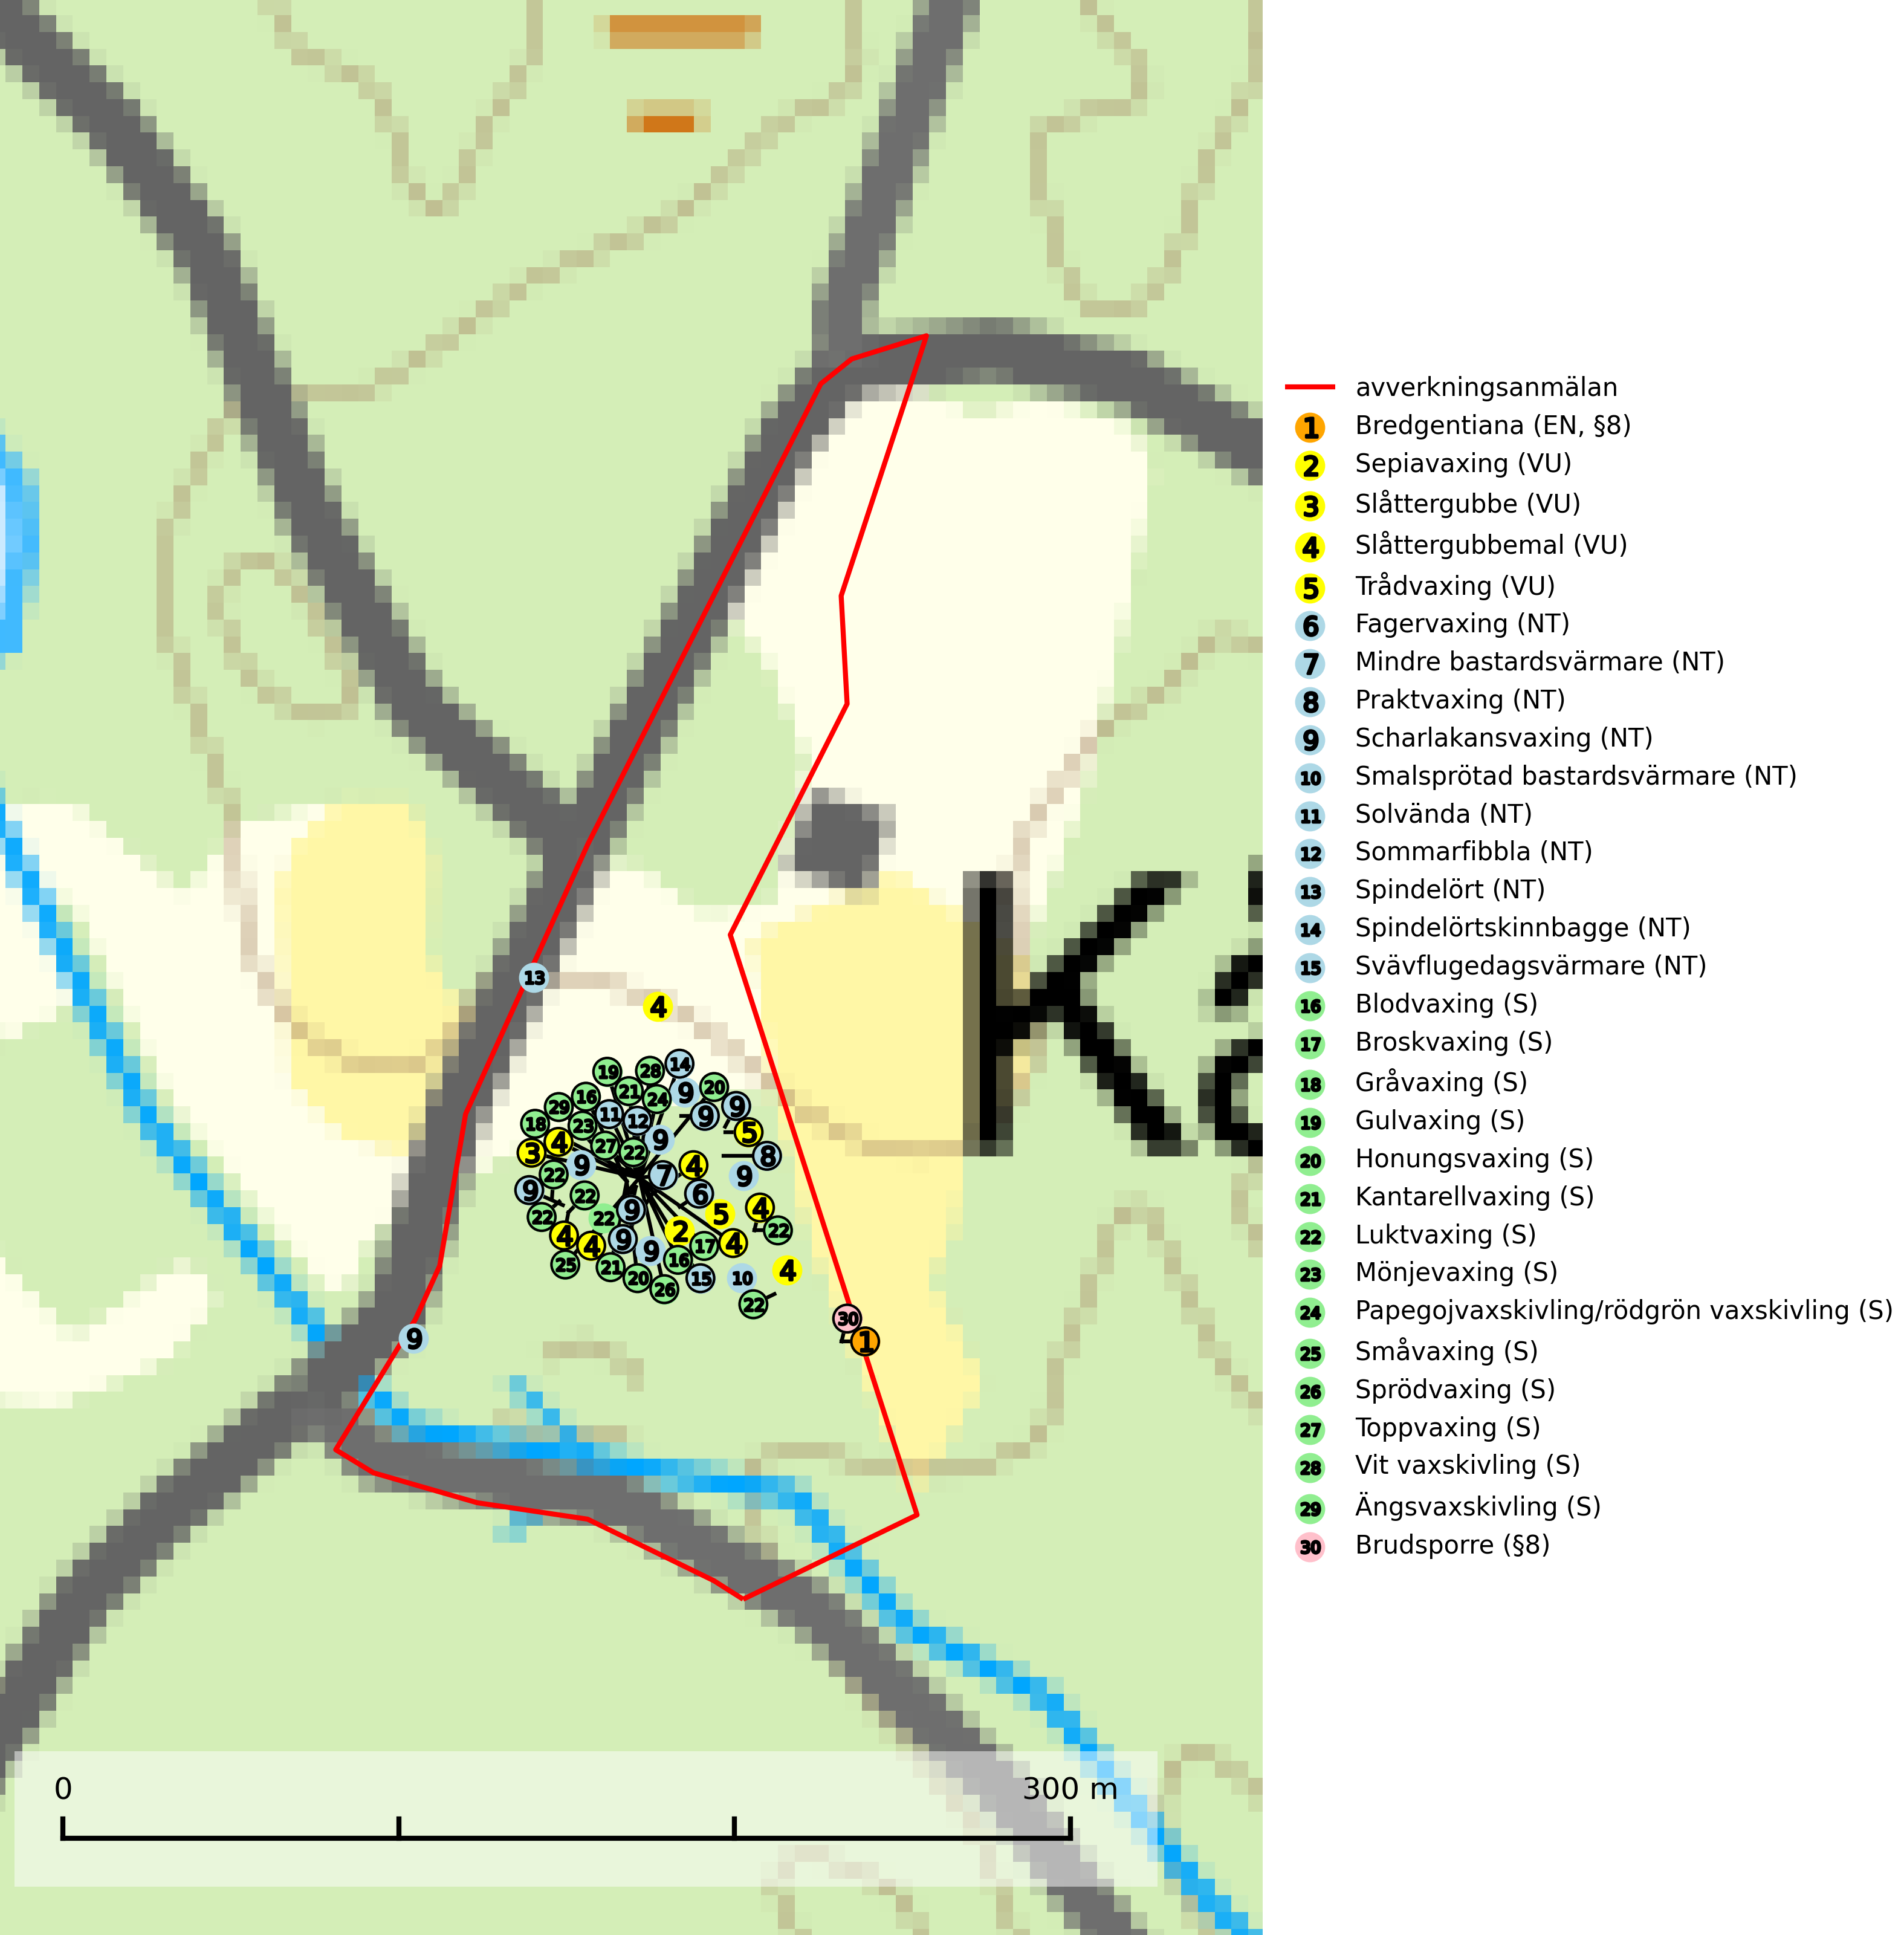 avverkningsanmälan
1 Bredgentiana (EN, §8)
2 Sepiavaxing (VU)
3 Slåttergubbe (VU)
4 Slåttergubbemal (VU)
5 Trådvaxing (VU)
6 Fagervaxing (NT)
7 Mindre bastardsvärmare (NT)
8 Praktvaxing (NT)
9 Scharlakansvaxing (NT)
10 Smalsprötad bastardsvärmare (NT)
11 Solvända (NT)
12 Sommarfibbla (NT)
13 Spindelört (NT)
14 Spindelörtskinnbagge (NT)
15 Svävflugedagsvärmare (NT)
16 Blodvaxing (S)
17 Broskvaxing (S)
18 Gråvaxing (S)
19 Gulvaxing (S)
20 Honungsvaxing (S)
21 Kantarellvaxing (S)
22 Luktvaxing (S)
23 Mönjevaxing (S)
24 Papegojvaxskivling/rödgrön vaxskivling (S)
25 Småvaxing (S)
26 Sprödvaxing (S)
27 Toppvaxing (S)
28 Vit vaxskivling (S)
29 Ängsvaxskivling (S)
30 Brudsporre (§8)
13
4
19 28 14
16 21 24 9 20
29 11 12 9 9
18 23 5
4 27 22 9
3 9 4 8
22 7 9
9 22 6
22 22 9 5 4
4 4 9 2 17 4 22
25 21 9 16
20 26 15 10 4
22
30
9 1
K
0 300 m